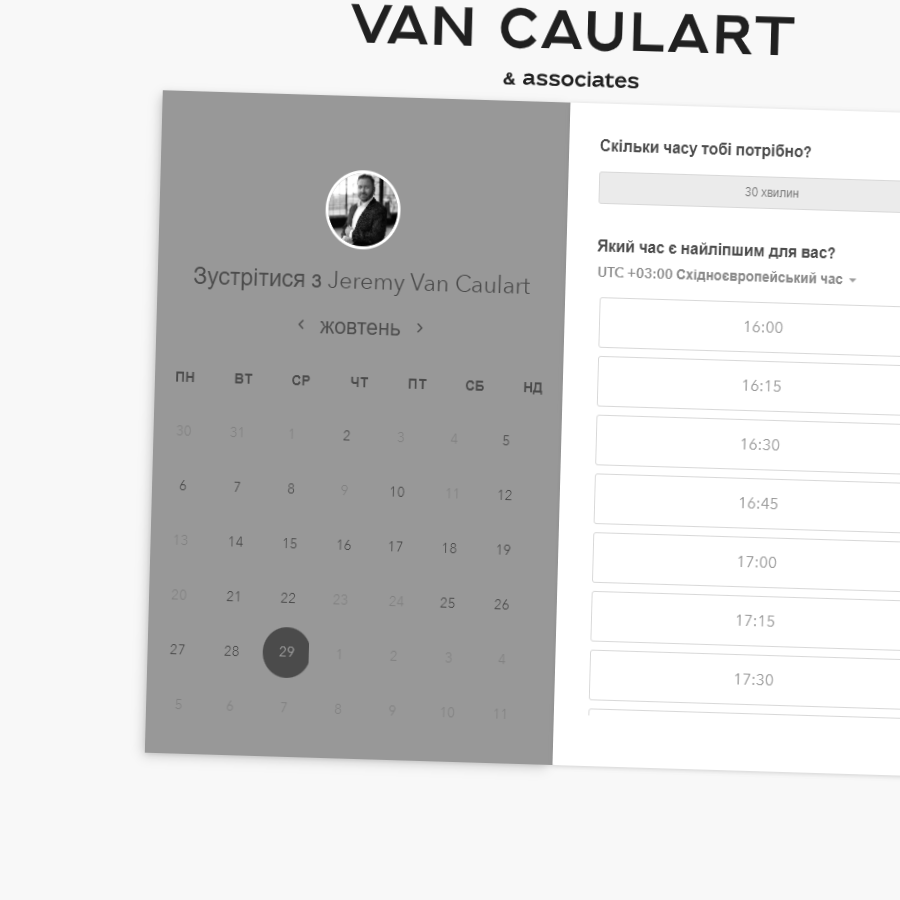 VAN CAULART
& associates
Зустрітися з Jeremy Van Caulart
‹ жовтень ›
ПН ВТ СР ЧТ ПТ СБ НД
30 31 1 2 3 4 5
6 7 8 9 10 11 12
13 14 15 16 17 18 19
20 21 22 23 24 25 26
27 28 29 1 2 3 4
5 6 7 8 9 10 11
Скільки часу тобі потрібно?
30 хвилин
Який час є найліпшим для вас?
UTC +03:00 Східноєвропейський час
16:00
16:15
16:30
16:45
17:00
17:15
17:30